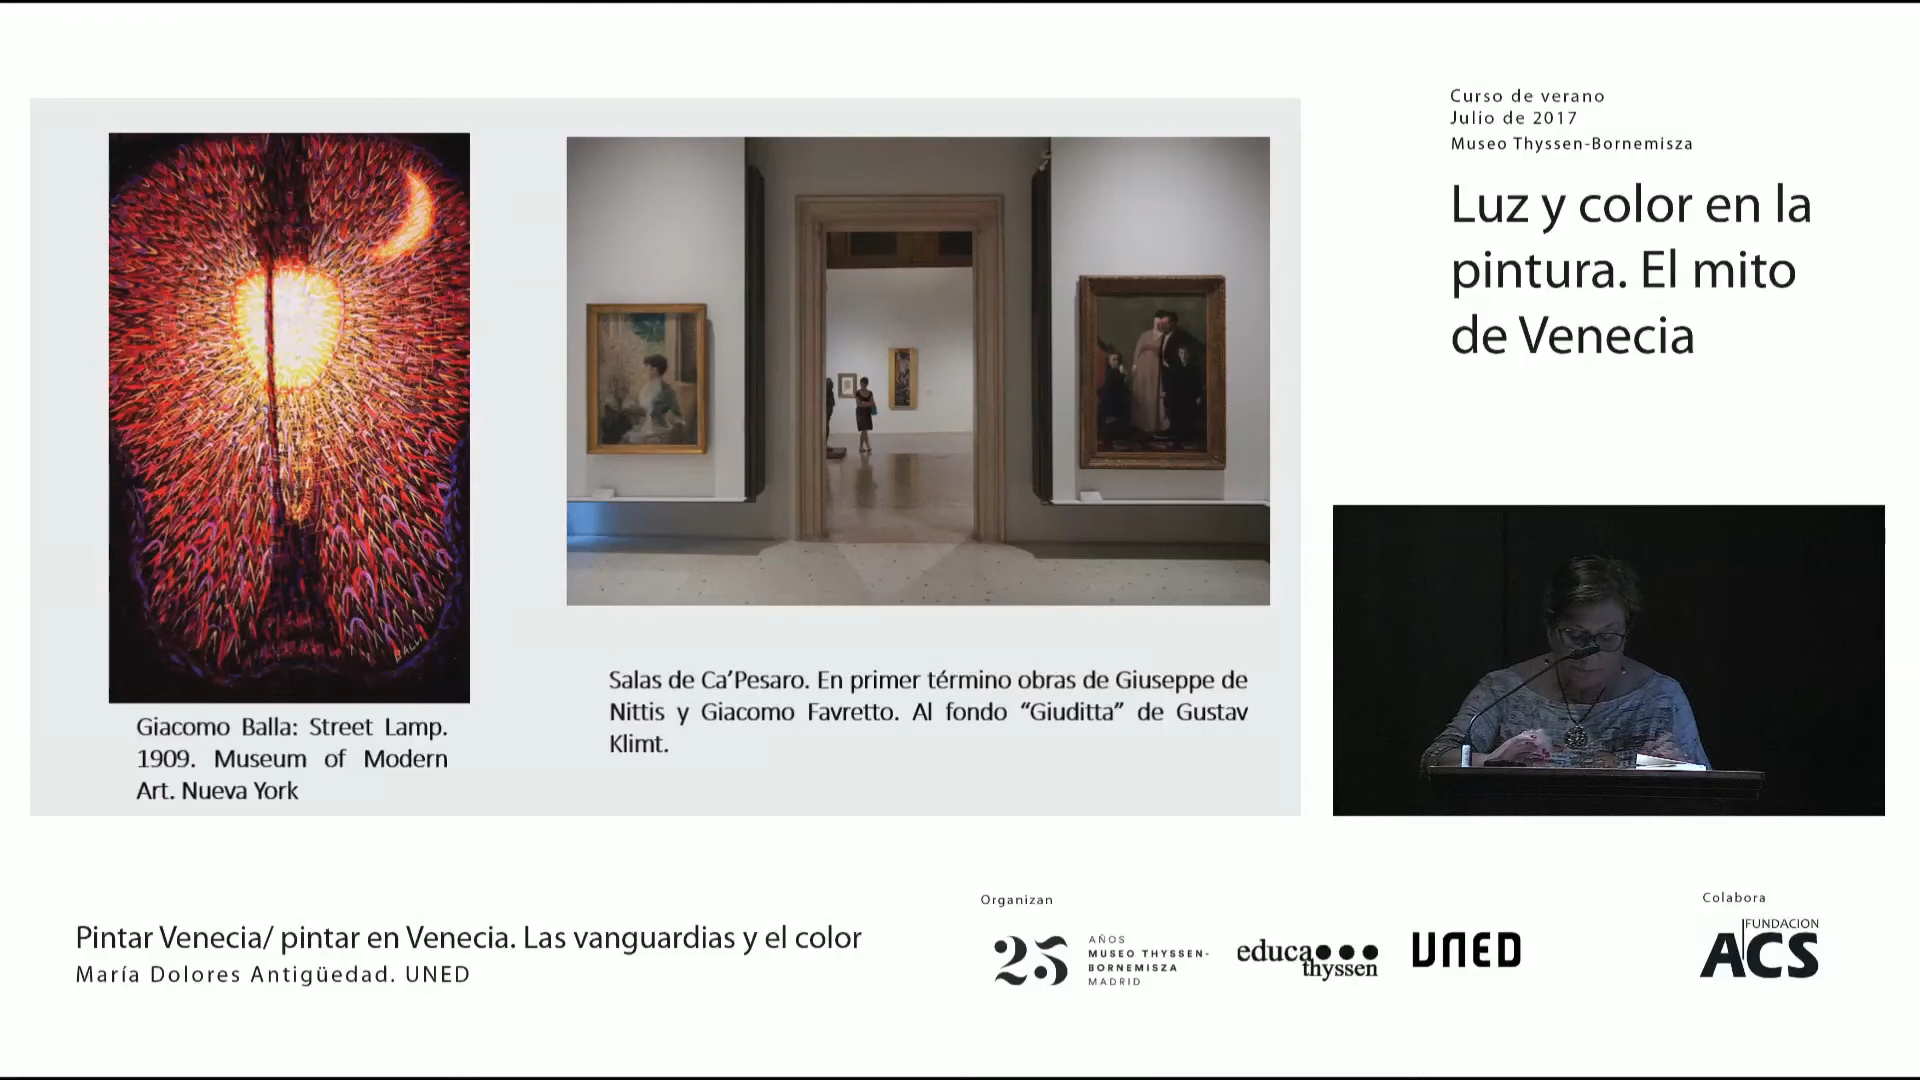 Curso de verano
Julio de 2017
Museo Thyssen-Bornemisza
Luz y color en la
pintura. El mito
de Venecia
BALLA
Giacomo Balla: Street Lamp.
1909. Museum of Modern
Art. Nueva York
Salas de Ca'Pesaro. En primer término obras de Giuseppe de
Nittis y Giacomo Favretto. Al fondo “Giuditta” de Gustav
Klimt.
Pintar Venecia/ pintar en Venecia. Las vanguardias y el color
María Dolores Antigüedad. UNED
Organizan
25
AÑOS
MUSEO THYSSEN-
BORNEMISZA
MADRID
educa
thyssen
UNED
Colabora
FUNDACION
ACS